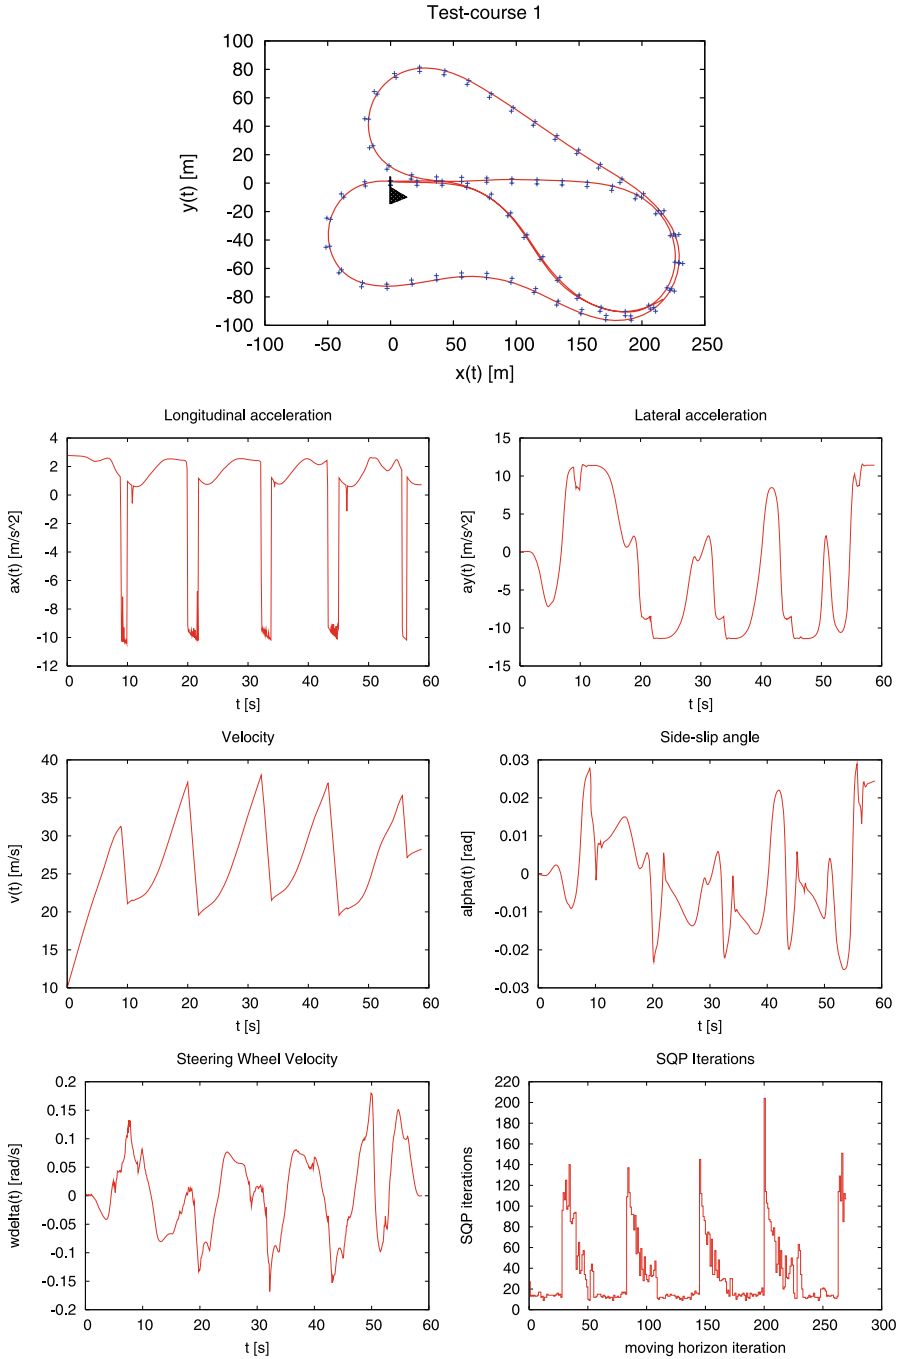 Test-course 1
100
80
60
40
20
0
-20
-40
-60
-80
-100
y(t) [m]
-100 -50 0 50 100 150 200 250
x(t) [m]
Longitudinal acceleration
4
2
0
-2
-4
-6
-8
-10
-12
ax(t) [m/s^2]
0 10 20 30 40 50 60
t [s]
Lateral acceleration
15
10
5
0
-5
-10
-15
ay(t) [m/s^2]
0 10 20 30 40 50 60
t [s]
Velocity
40
35
30
25
20
15
10
v(t) [m/s]
0 10 20 30 40 50 60
t [s]
Side-slip angle
0.03
0.02
0.01
0
-0.01
-0.02
-0.03
alpha(t) [rad]
0 10 20 30 40 50 60
t [s]
Steering Wheel Velocity
0.2
0.15
0.1
0.05
0
-0.05
-0.1
-0.15
-0.2
wdelta(t) [rad/s]
0 10 20 30 40 50 60
t [s]
SQP Iterations
220
200
180
160
140
120
100
80
60
40
20
0
SQP iterations
0 50 100 150 200 250 300
moving horizon iteration